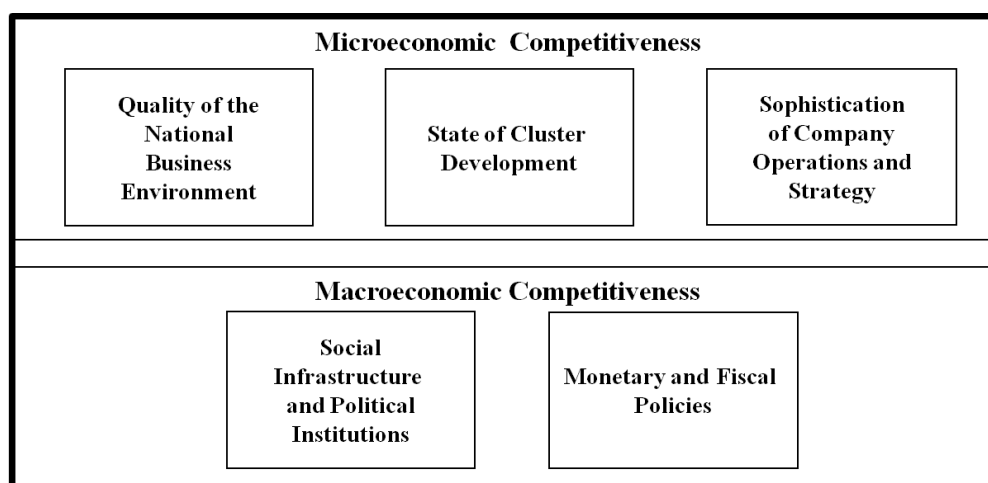 Microeconomic Competitiveness
Quality of the
National
Business
Environment
State of Cluster
Development
Sophistication
of Company
Operations and
Strategy
Macroeconomic Competitiveness
Social
Infrastructure
and Political
Institutions
Monetary and Fiscal
Policies